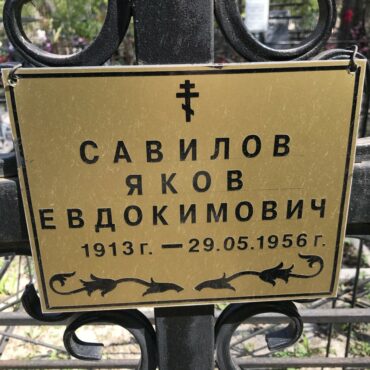 САВИЛОВ
ЯКОВ
ЕВДОКИМОВИЧ
1913 г. — 29.05.1956 г.